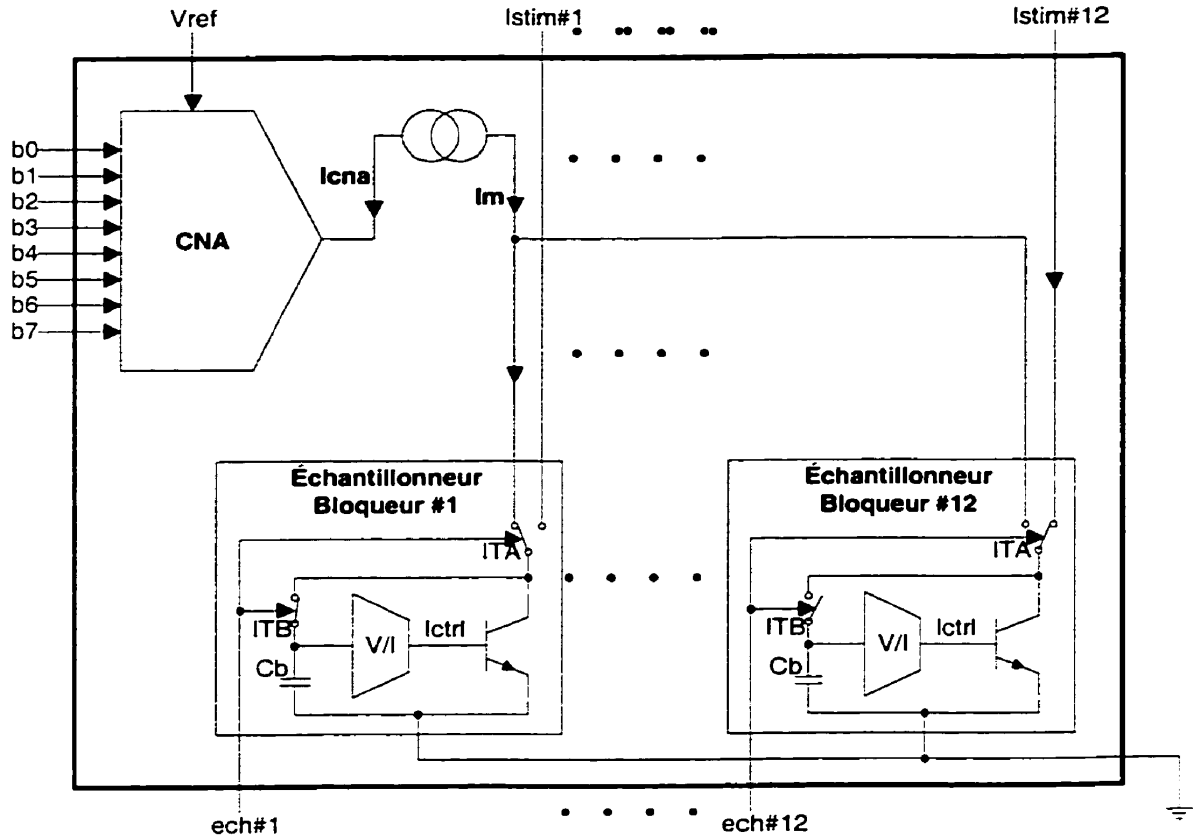 Vref
Istim#1
Istim#12
b0
b1
b2
b3
b4
b5
b6
b7
CNA
Icna
Im
Échantillonneur
Bloqueur #1
ITA
ITB
Cb
V/I
Ictrl
Échantillonneur
Bloqueur #12
ITA
ITB
Cb
V/I
Ictrl
ech#1
ech#12